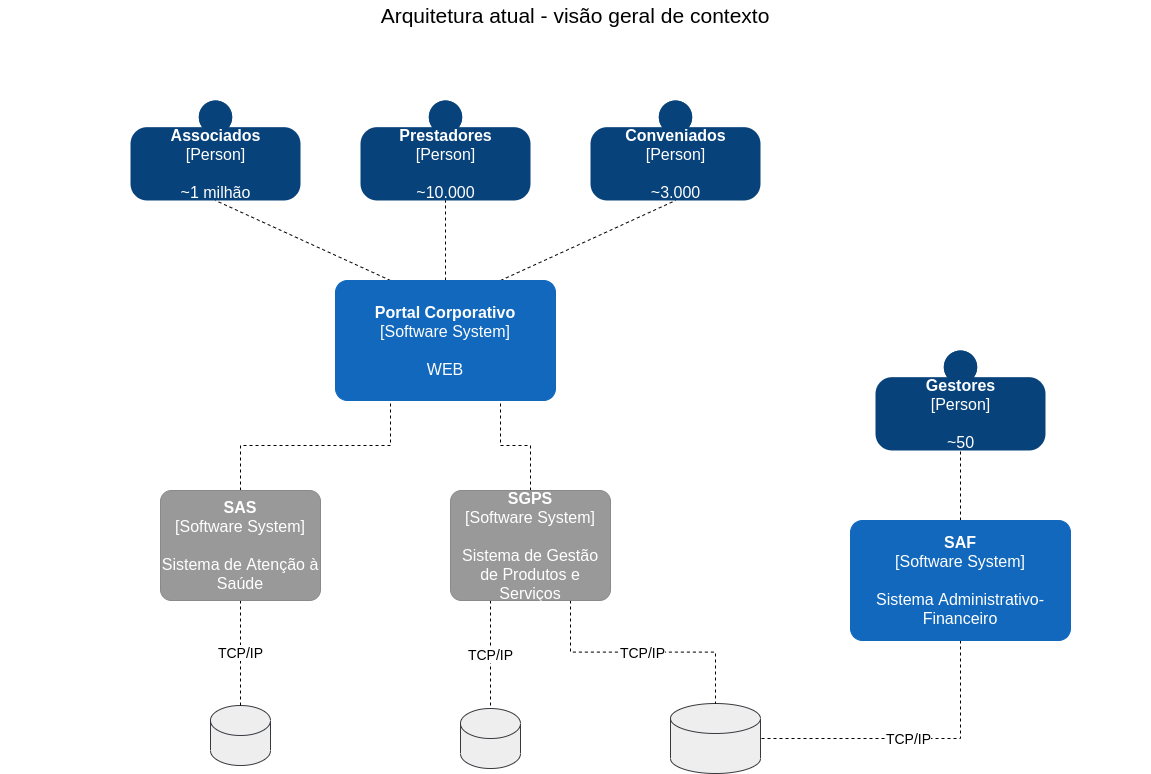 Arquitetura atual - visão geral de contexto
Associados
[Person]
~1 milhão
Prestadores
[Person]
~10.000
Conveniados
[Person]
~3.000
Portal Corporativo
[Software System]
WEB
Gestores
[Person]
~50
SAS
[Software System]
Sistema de Atenção à
Saúde
SGPS
[Software System]
Sistema de Gestão
de Produtos e
Serviços
SAF
[Software System]
Sistema Administrativo-
Financeiro
TCP/IP
TCP/IP
TCP/IP
TCP/IP